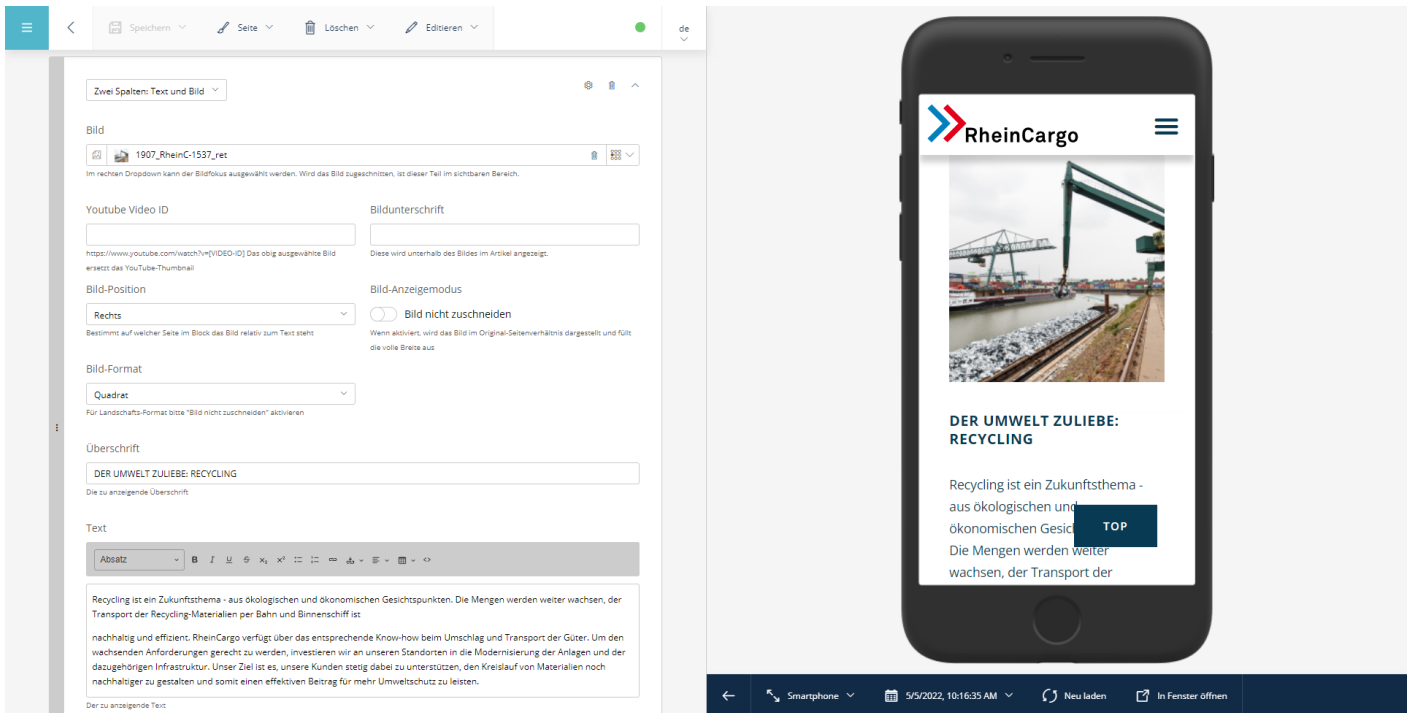 Speichern
Seite
Löschen
Editieren
de
Zwei Spalten: Text und Bild
Bild
1907_RheinC-1537_ret
Im rechten Dropdown kann der Bildfokus ausgewählt werden. Wird das Bild zugeschnitten, ist dieser Teil im sichtbaren Bereich.
Youtube Video ID
Bildunterschrift
https://www.youtube.com/watch?v=[VIDEO-ID] Das obig ausgewählte Bild
ersetzt das YouTube-Thumbnail
Diese wird unterhalb des Bildes im Artikel angezeigt.
Bild-Position
Bild-Anzeigemodus
Rechts
Bild nicht zuschneiden
Bestimmt auf welcher Seite im Block das Bild relativ zum Text steht
Wenn aktiviert, wird das Bild im Original-Seitenverhältnis dargestellt und füllt
die volle Breite aus
Bild-Format
Quadrat
Für Landschafts-Format bitte "Bild nicht zuschneiden" aktivieren
Überschrift
DER UMWELT ZULIEBE: RECYCLING
Die zu anzeigende Überschrift
Text
Absatz
B I U S x₂ x²
Recycling ist ein Zukunftsthema - aus ökologischen und ökonomischen Gesichtspunkten. Die Mengen werden weiter wachsen, der
Transport der Recycling-Materialien per Bahn und Binnenschiff ist
nachhaltig und effizient. RheinCargo verfügt über das entsprechende Know-how beim Umschlag und Transport der Güter. Um den
wachsenden Anforderungen gerecht zu werden, investieren wir an unseren Standorten in die Modernisierung der Anlagen und der
dazugehörigen Infrastruktur. Unser Ziel ist es, unsere Kunden stetig dabei zu unterstützen, den Kreislauf von Materialien noch
nachhaltiger zu gestalten und somit einen effektiven Beitrag für mehr Umweltschutz zu leisten.
Der zu anzeigende Text
RheinCargo
DER UMWELT ZULIEBE:
RECYCLING
Recycling ist ein Zukunftsthema -
aus ökologischen und
ökonomischen Gesic
TOP
Die Mengen werden weiter
wachsen, der Transport der
Smartphone
5/5/2022, 10:16:35 AM
Neu laden
In Fenster öffnen